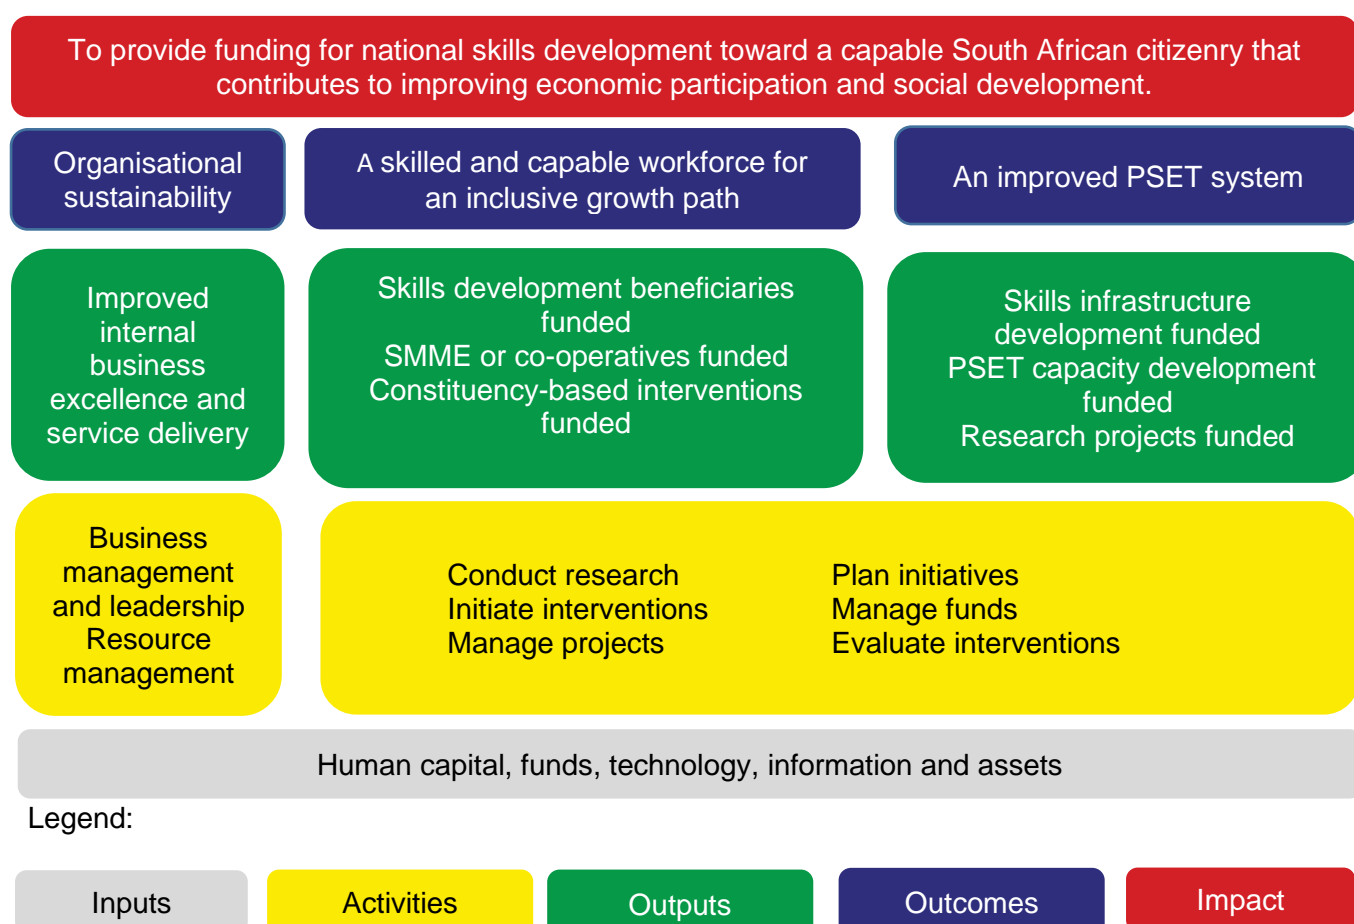 To provide funding for national skills development toward a capable South African citizenry that
contributes to improving economic participation and social development.
Organisational
sustainability
A skilled and capable workforce for
an inclusive growth path
An improved PSET system
Improved
internal
business
excellence and
service delivery
Skills development beneficiaries
funded
SMME or co-operatives funded
Constituency-based interventions
funded
Skills infrastructure
development funded
PSET capacity development
funded
Research projects funded
Business
management
and leadership
Resource
management
Conduct research
Initiate interventions
Manage projects
Plan initiatives
Manage funds
Evaluate interventions
Human capital, funds, technology, information and assets
Legend:
Inputs
Activities
Outputs
Outcomes
Impact